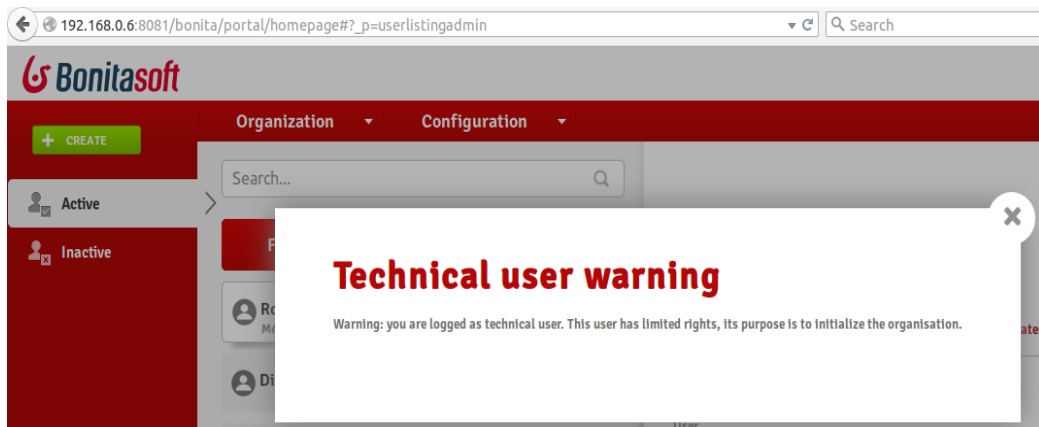 192.168.0.6:8081/bonita/portal/homepage#?_p=userlistingadmin
Search
Bonitasoft
Organization
Configuration
CREATE
Search...
Active
Inactive
Technical user warning
Warning: you are logged as technical user. This user has limited rights, its purpose is to initialize the organisation.
User